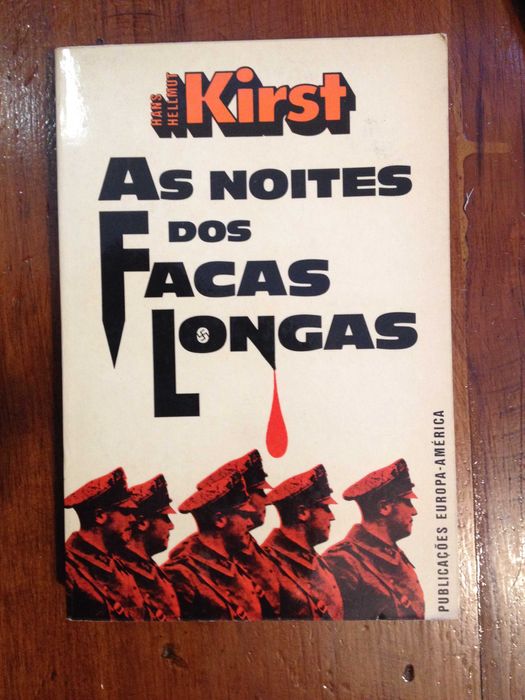 HANS
HELLMUT
Kirst
AS NOITES
DOS
FACAS
LONGAS
PUBLICAÇÕES EUROPA-AMÉRICA